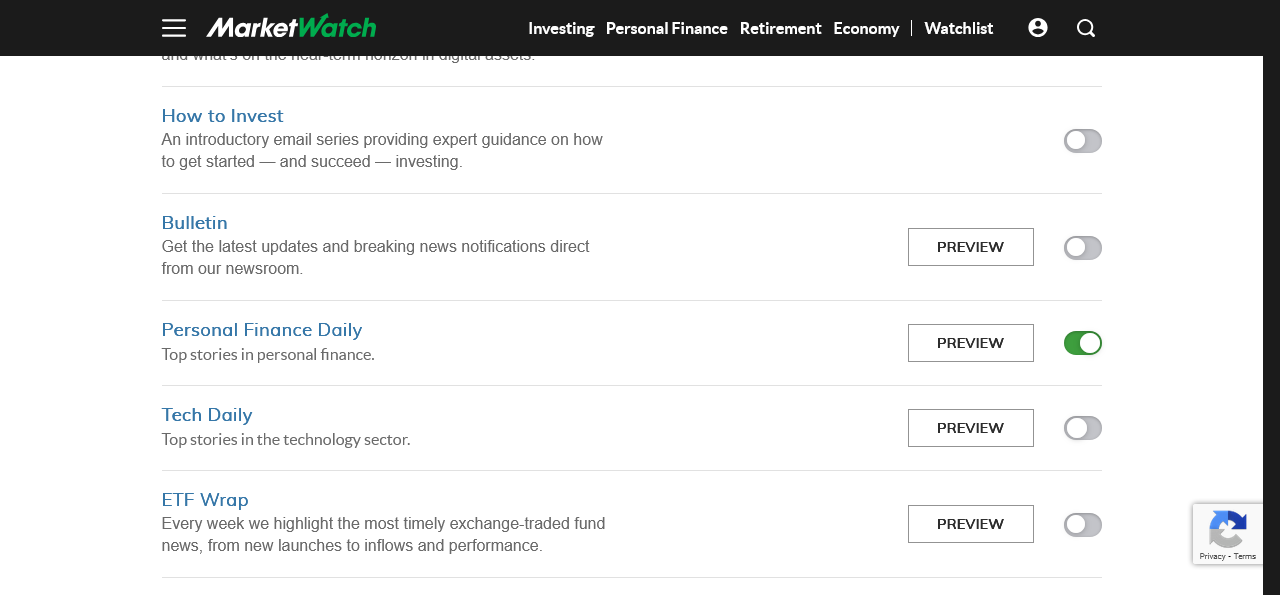 MarketWatch Investing Personal Finance Retirement Economy Watchlist
and what's on the near-term horizon in digital assets.
How to Invest
An introductory email series providing expert guidance on how
to get started — and succeed — investing.
Bulletin
Get the latest updates and breaking news notifications direct
from our newsroom.
PREVIEW
Personal Finance Daily
Top stories in personal finance.
PREVIEW
Tech Daily
Top stories in the technology sector.
PREVIEW
ETF Wrap
Every week we highlight the most timely exchange-traded fund
news, from new launches to inflows and performance.
PREVIEW
Privacy - Terms